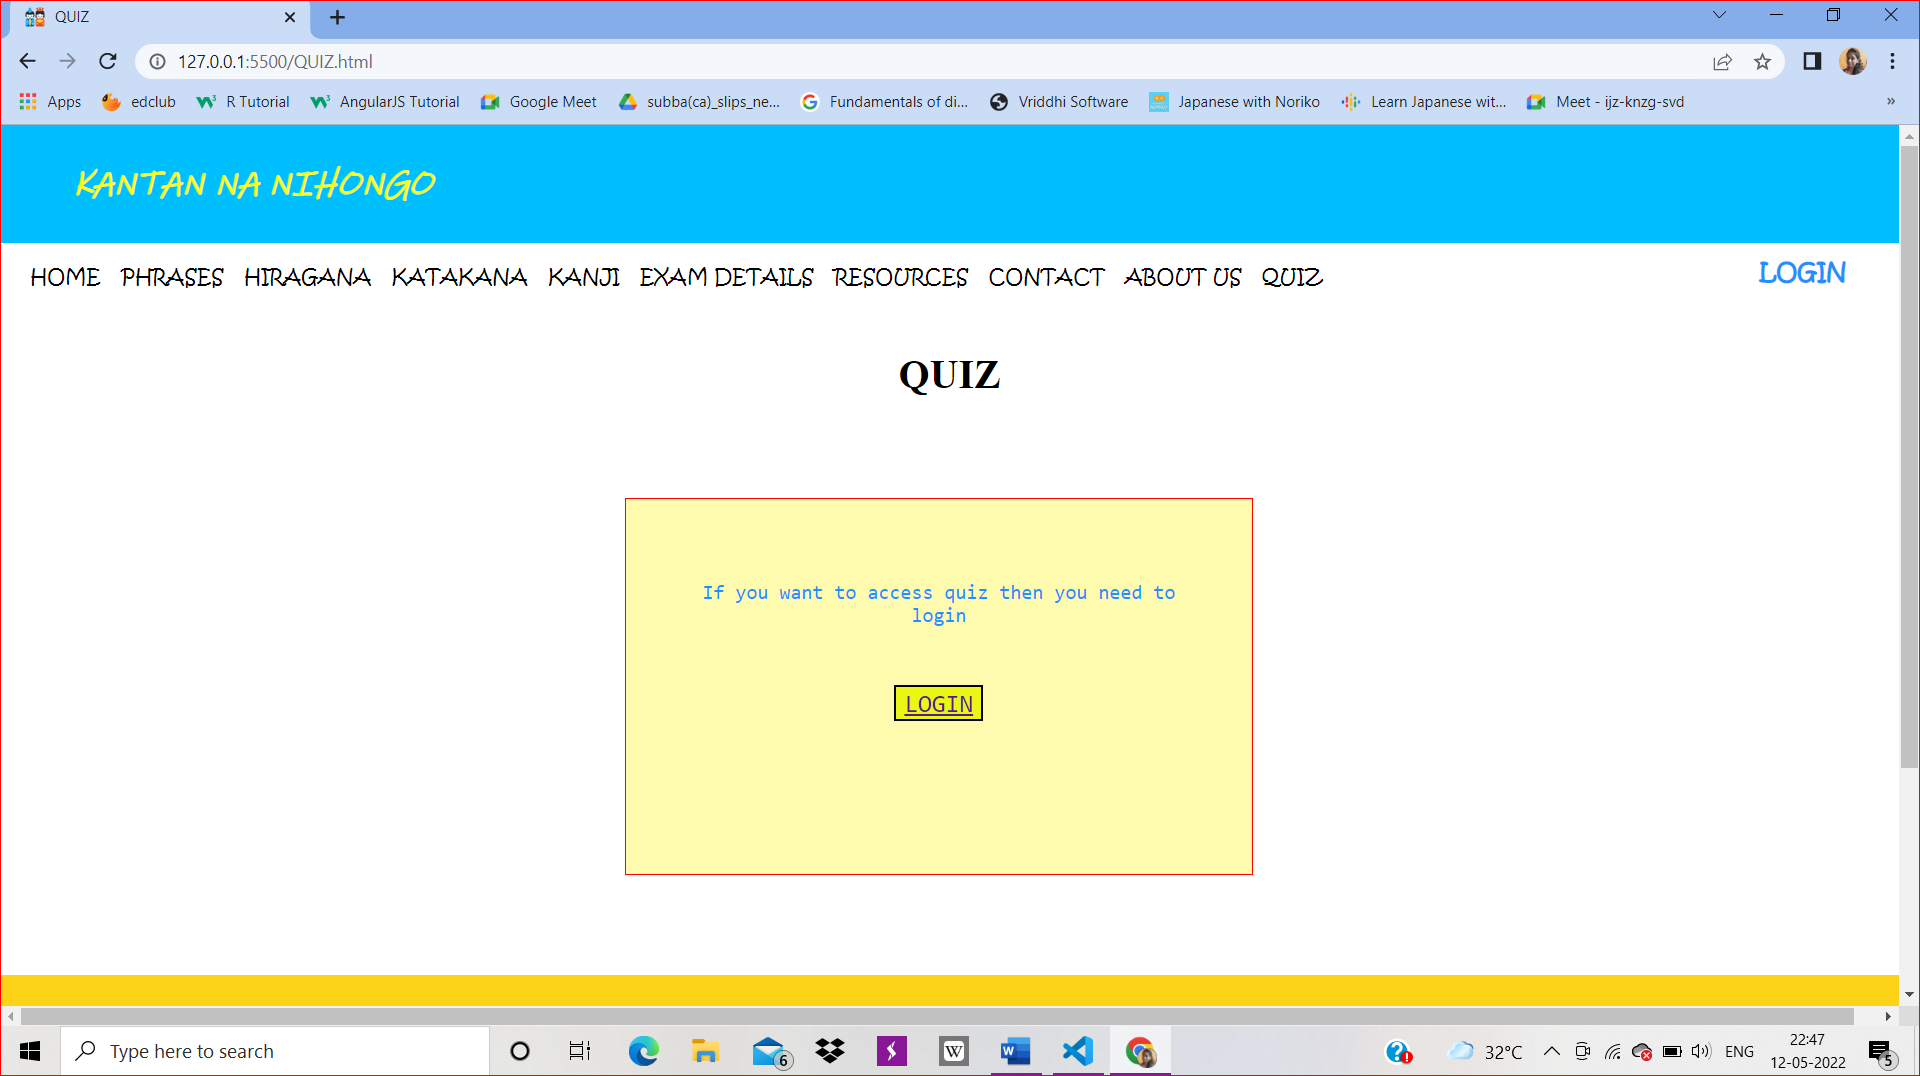 QUIZ
127.0.0.1:5500/QUIZ.html
Apps edclub R Tutorial AngularJS Tutorial Google Meet subba(ca)_slips_ne... Fundamentals of di... Vriddhi Software Japanese with Noriko Learn Japanese wit... Meet - ijz-knzg-svd »
KANTAN NA NIHONGO
HOME PHRASES HIRAGANA KATAKANA KANJI EXAM DETAILS RESOURCES CONTACT ABOUT US QUIZ LOGIN
QUIZ
If you want to access quiz then you need to
login
LOGIN
Type here to search 6 32°C ENG 22:47
12-05-2022 5